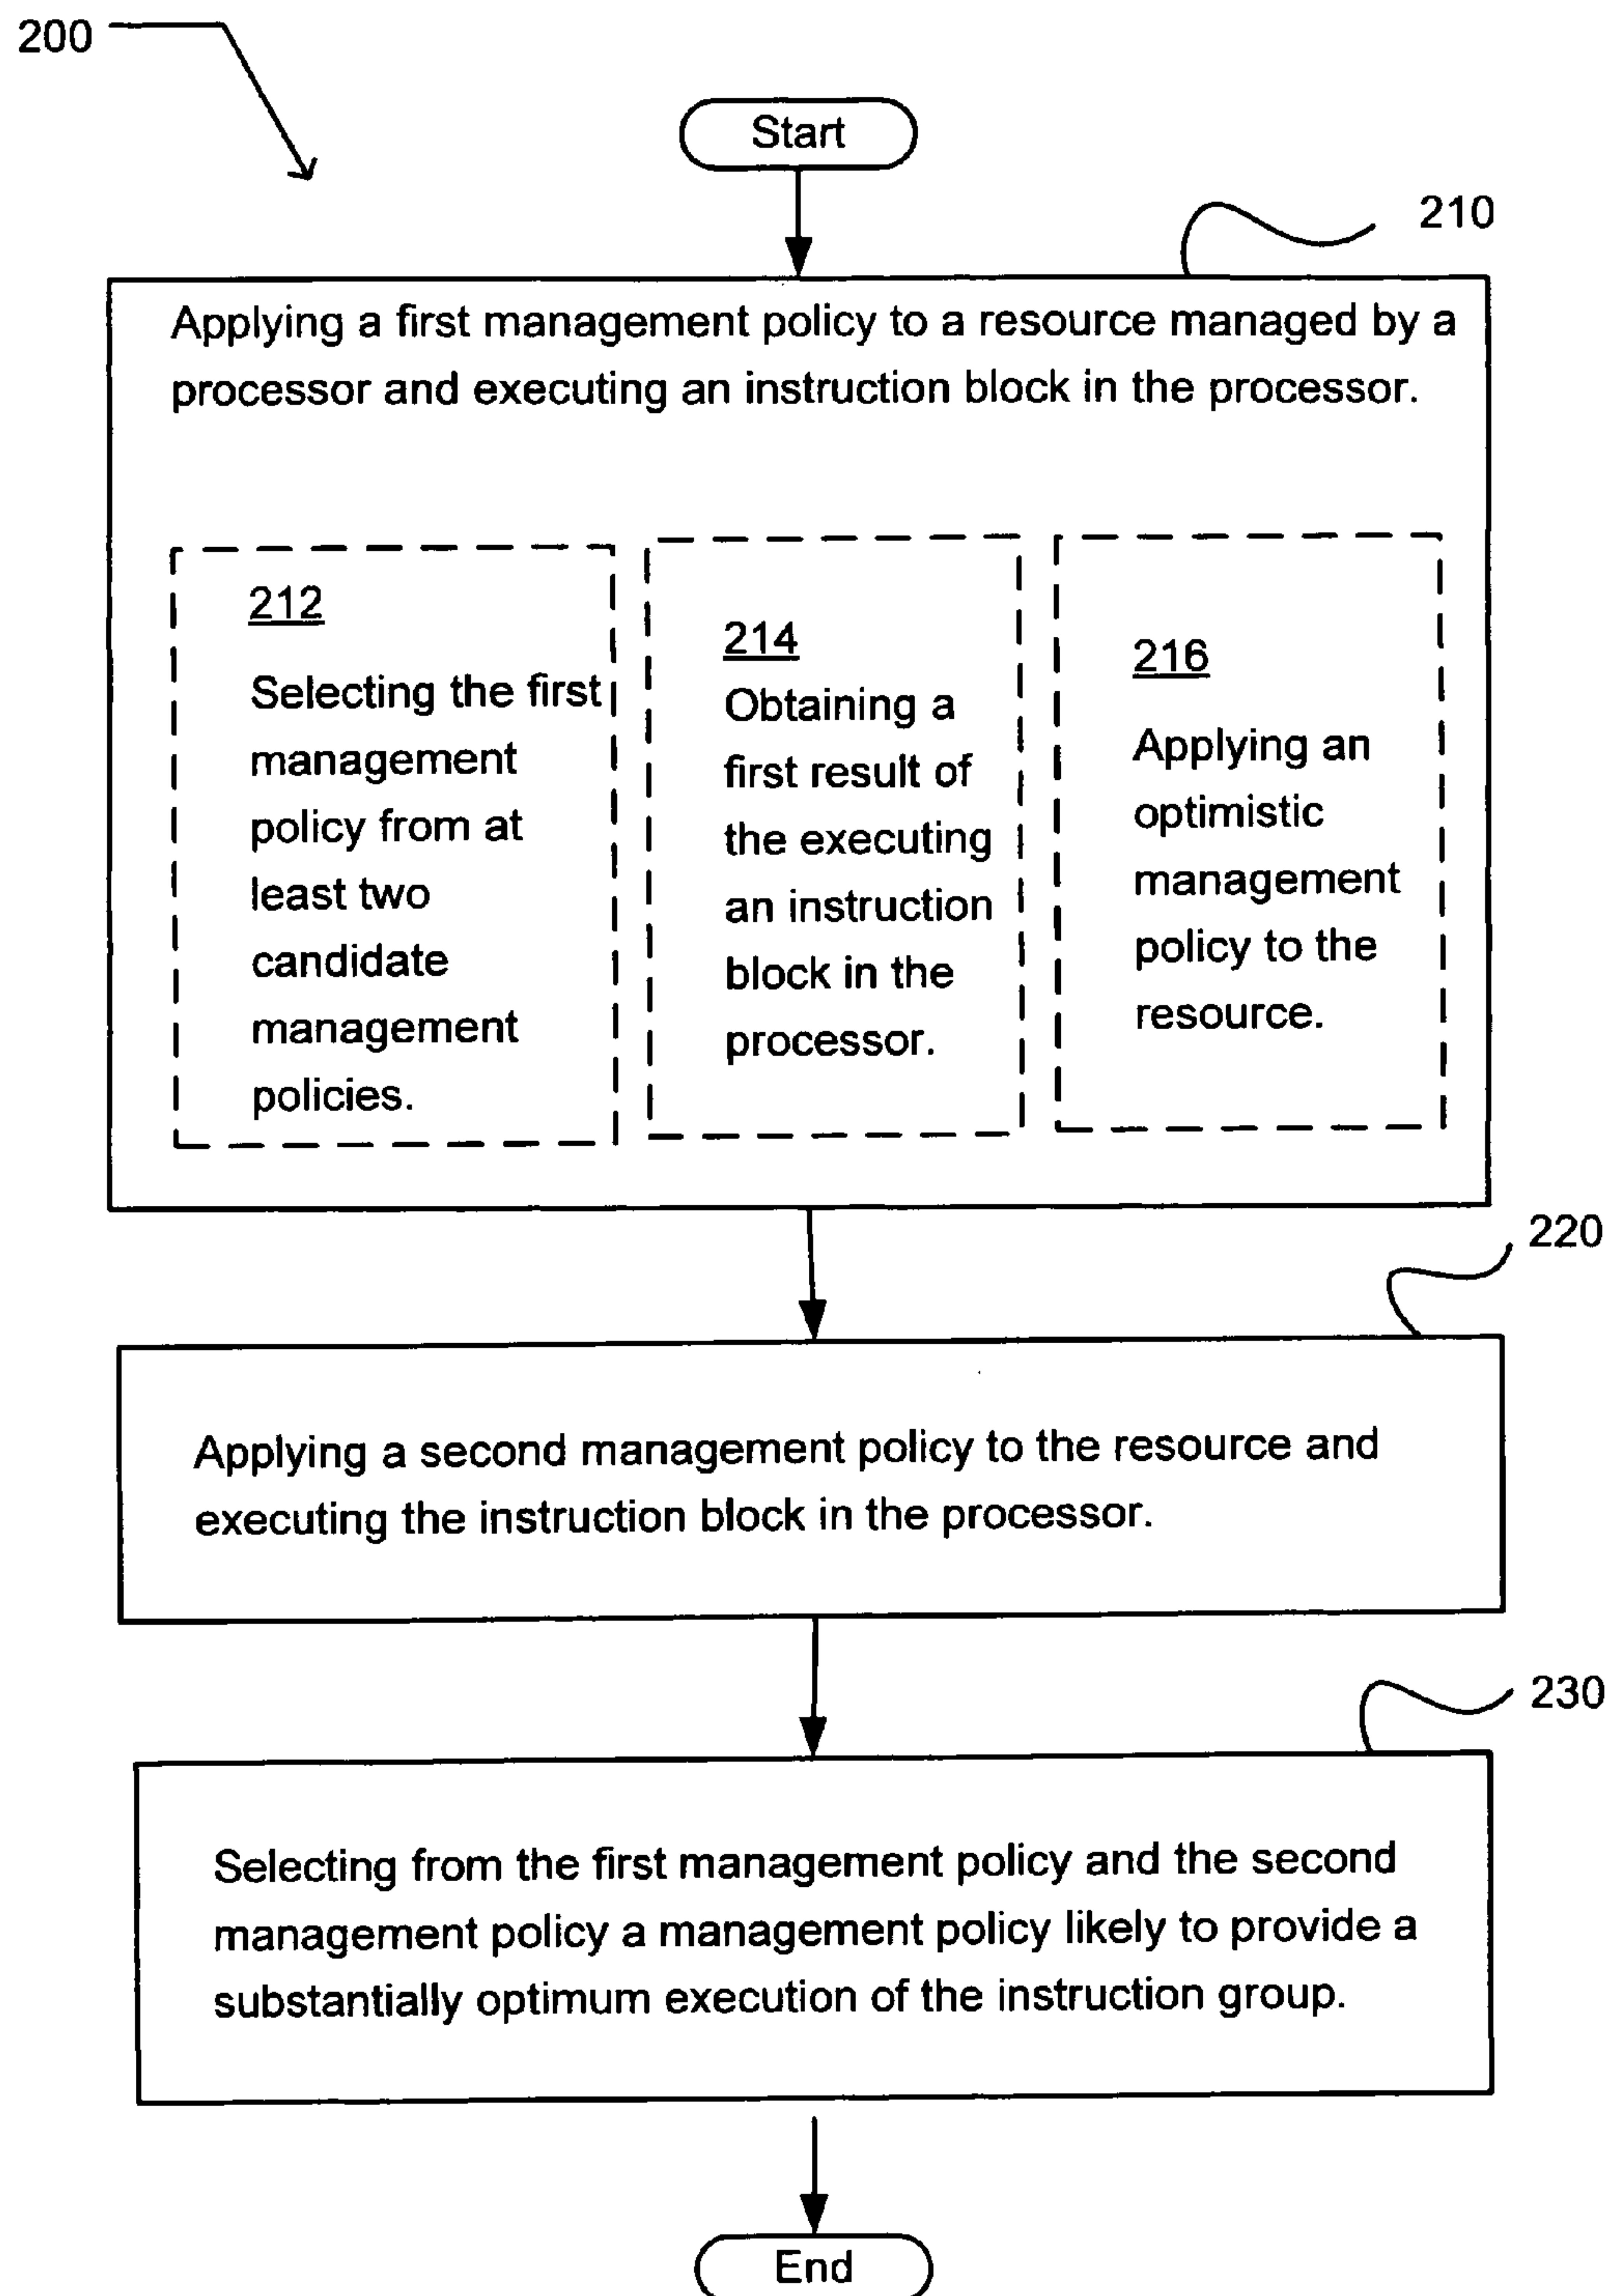 200
Start
210
Applying a first management policy to a resource managed by a
processor and executing an instruction block in the processor.
212
Selecting the first
management
policy from at
least two
candidate
management
policies.
214
Obtaining a
first result of
the executing
an instruction
block in the
processor.
216
Applying an
optimistic
management
policy to the
resource.
220
Applying a second management policy to the resource and
executing the instruction block in the processor.
230
Selecting from the first management policy and the second
management policy a management policy likely to provide a
substantially optimum execution of the instruction group.
End